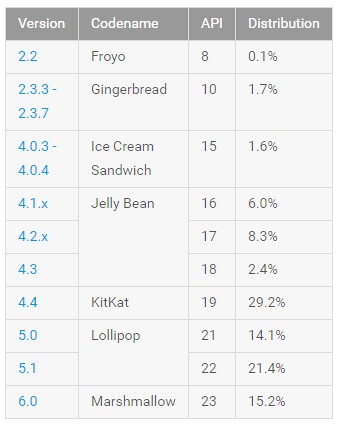 Version Codename API Distribution
2.2 Froyo 8 0.1%
2.3.3 - Gingerbread 10 1.7%
2.3.7
4.0.3 - Ice Cream 15 1.6%
4.0.4 Sandwich
4.1.x Jelly Bean 16 6.0%
4.2.x 17 8.3%
4.3 18 2.4%
4.4 KitKat 19 29.2%
5.0 Lollipop 21 14.1%
5.1 22 21.4%
6.0 Marshmallow 23 15.2%